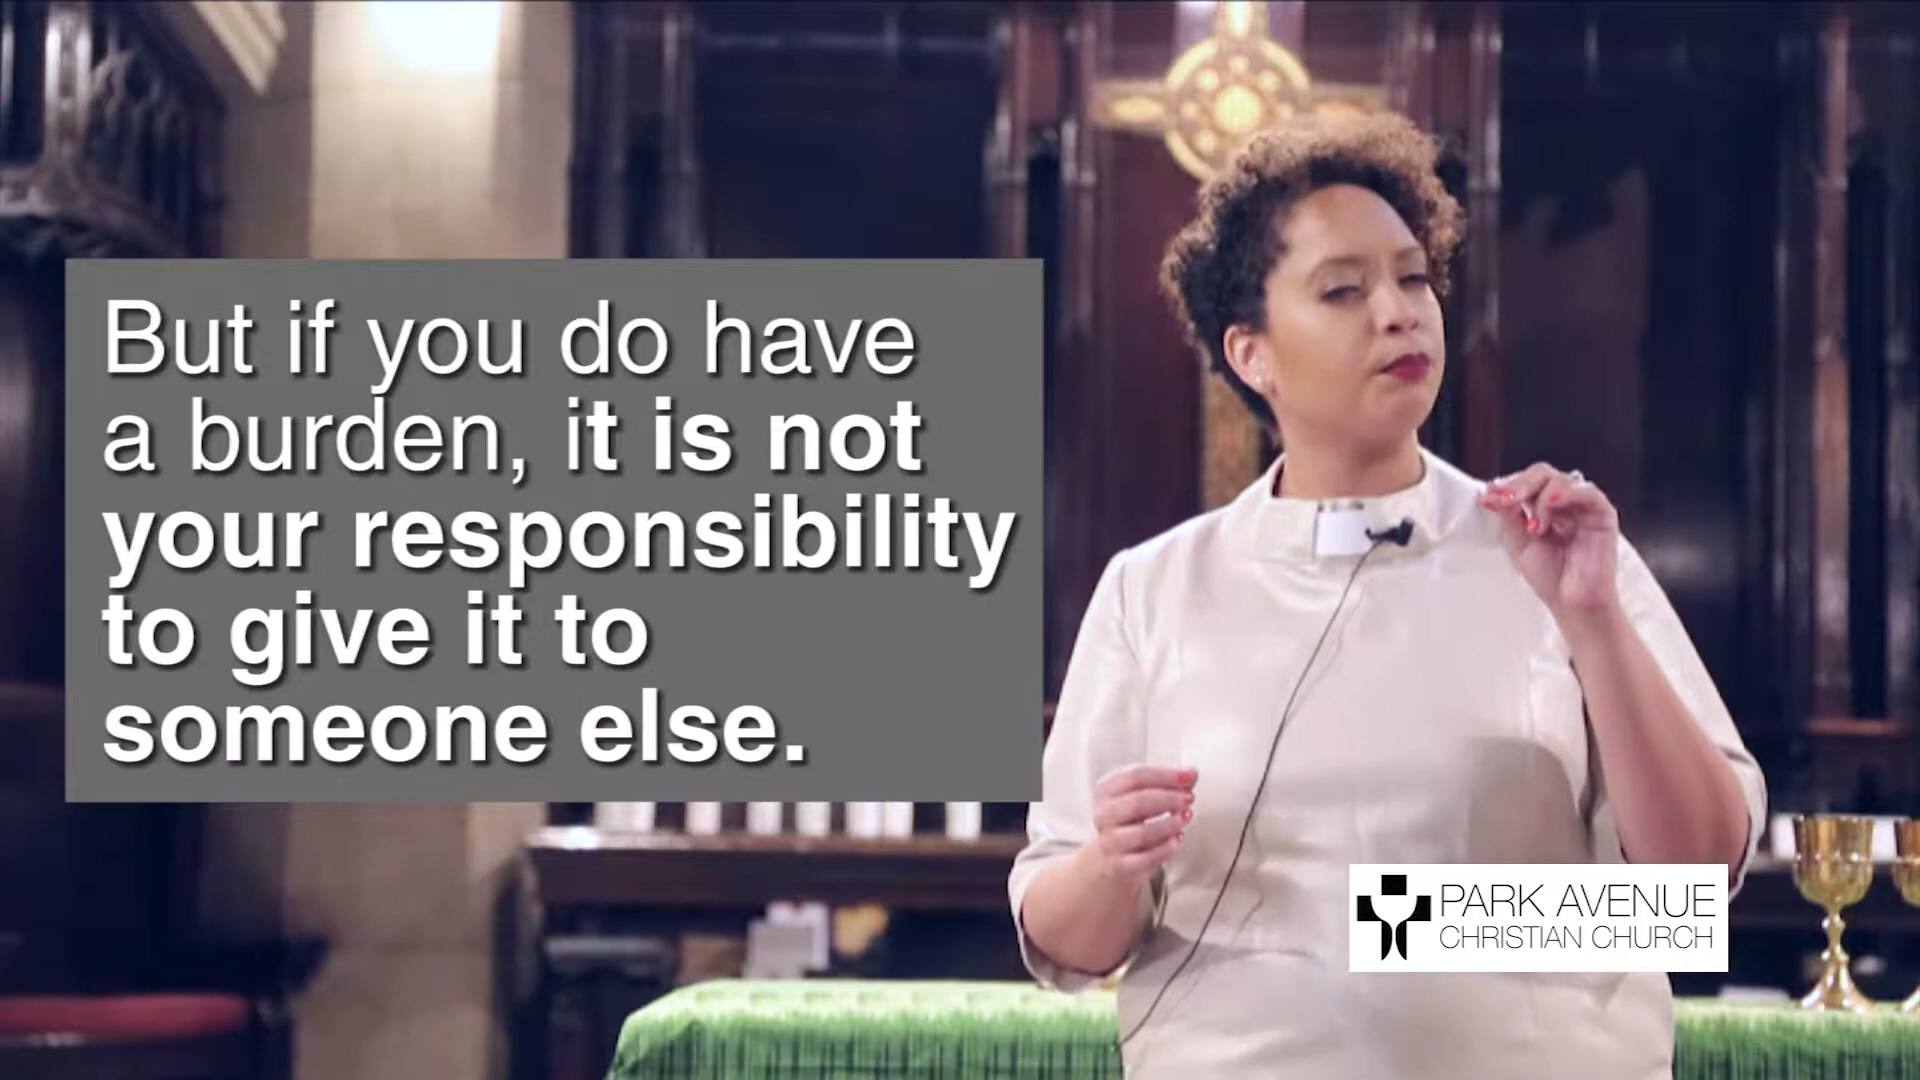 But if you do have
a burden, it is not
your responsibility
to give it to
someone else.
PARK AVENUE
CHRISTIAN CHURCH